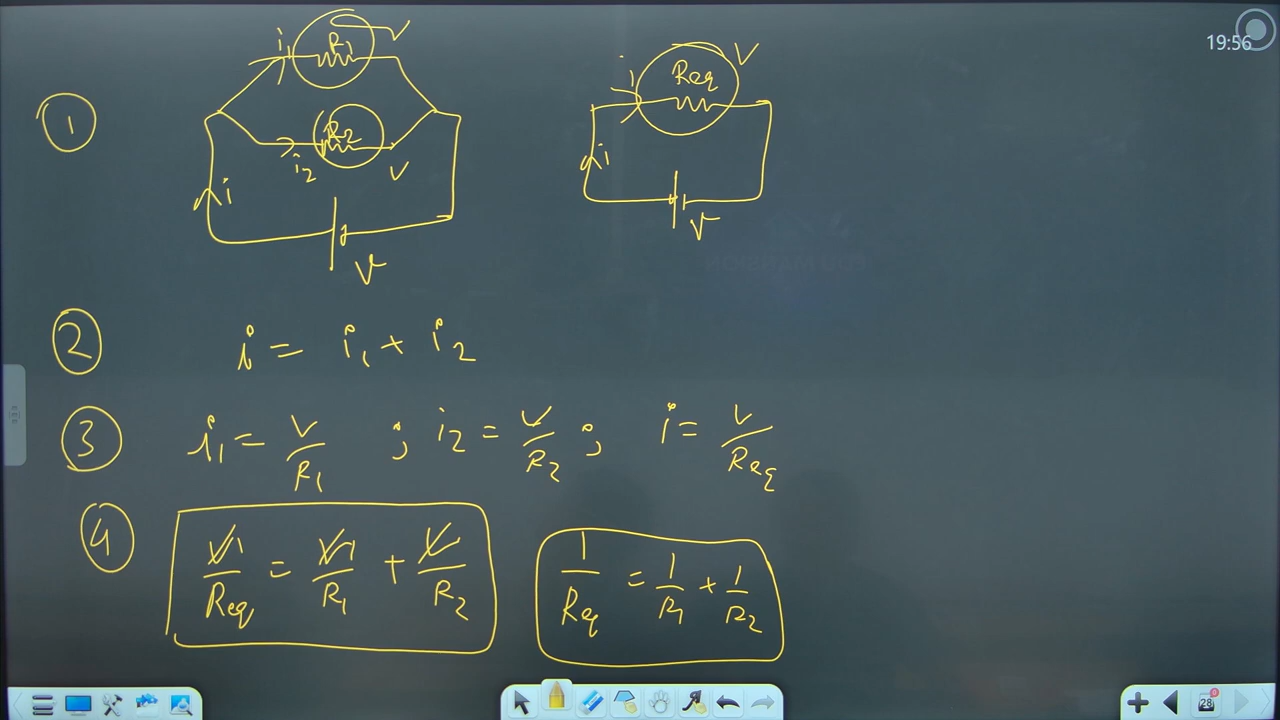 19:56
i₁ R₁ V
i Req V
①
i₂ R₂ V
i
i
V
V
② i = i₁ + i₂
③ i₁ = V/R₁ ; i₂ = V/R₂ ; i = V/Req
④ V/Req = V/R₁ + V/R₂ 1/Req = 1/R₁ + 1/R₂
28